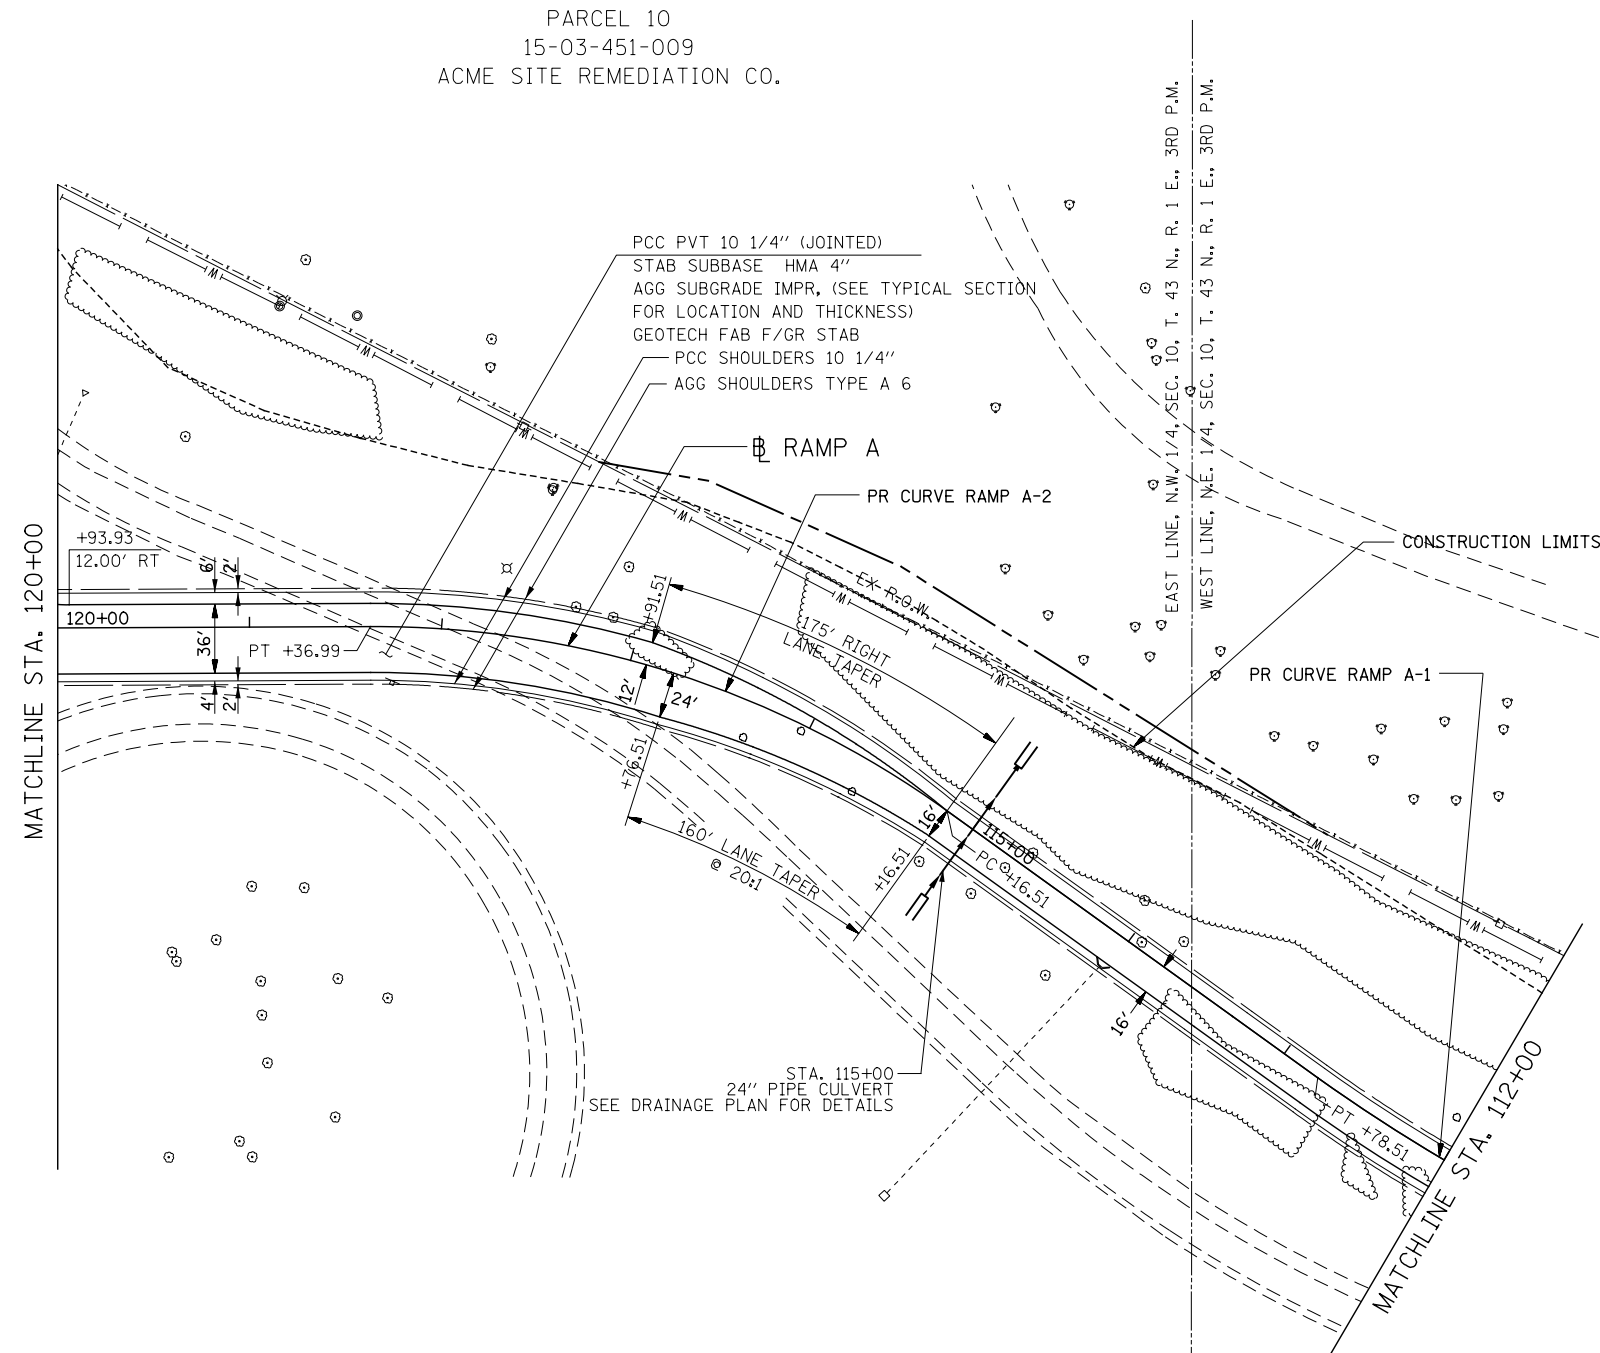 PARCEL 10
15-03-451-009
ACME SITE REMEDIATION CO.
EAST LINE, N.W. 1/4, SEC. 10, T. 43 N., R. 1 E., 3RD P.M.
WEST LINE, N.E. 1/4, SEC. 10, T. 43 N., R. 1 E., 3RD P.M.
PCC PVT 10 1/4" (JOINTED)
STAB SUBBASE HMA 4"
AGG SUBGRADE IMPR, (SEE TYPICAL SECTION
FOR LOCATION AND THICKNESS)
GEOTECH FAB F/GR STAB
PCC SHOULDERS 10 1/4"
AGG SHOULDERS TYPE A 6
W
W
W
W
W
W
W
W
W
℄ RAMP A
PR CURVE RAMP A-2
CONSTRUCTION LIMITS
EX R.O.W.
MATCHLINE STA. 120+00
+93.93
12.00' RT
6'
2'
120+00
36'
PT +36.99
4'
2'
+91.51
175' RIGHT
LANE TAPER
12'
24'
+76.51
160' LANE TAPER
@ 20:1
16'
+16.51
115+00
PC +16.51
PR CURVE RAMP A-1
16'
STA. 115+00
24" PIPE CULVERT
SEE DRAINAGE PLAN FOR DETAILS
PT +78.51
MATCHLINE STA. 112+00